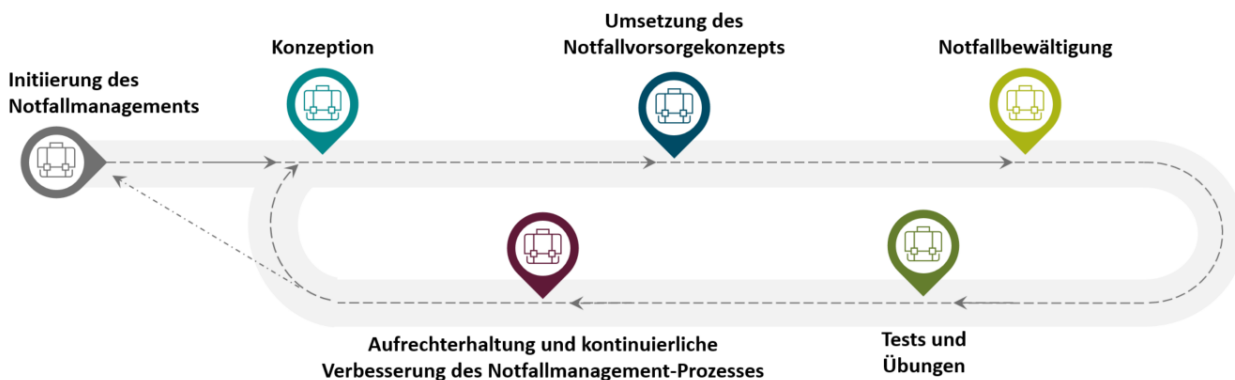 Initiierung des
Notfallmanagements
Konzeption
Umsetzung des
Notfallvorsorgekonzepts
Notfallbewältigung
Tests und
Übungen
Aufrechterhaltung und kontinuierliche
Verbesserung des Notfallmanagement-Prozesses